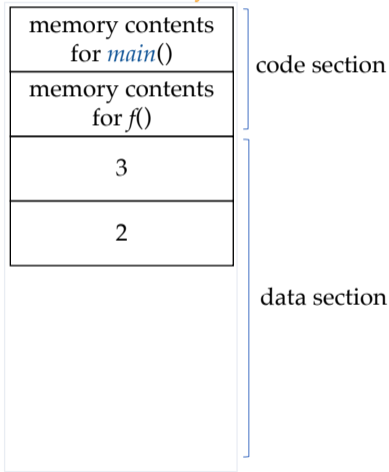 memory contents
for main()
code section
memory contents
for f()
3
2
data section